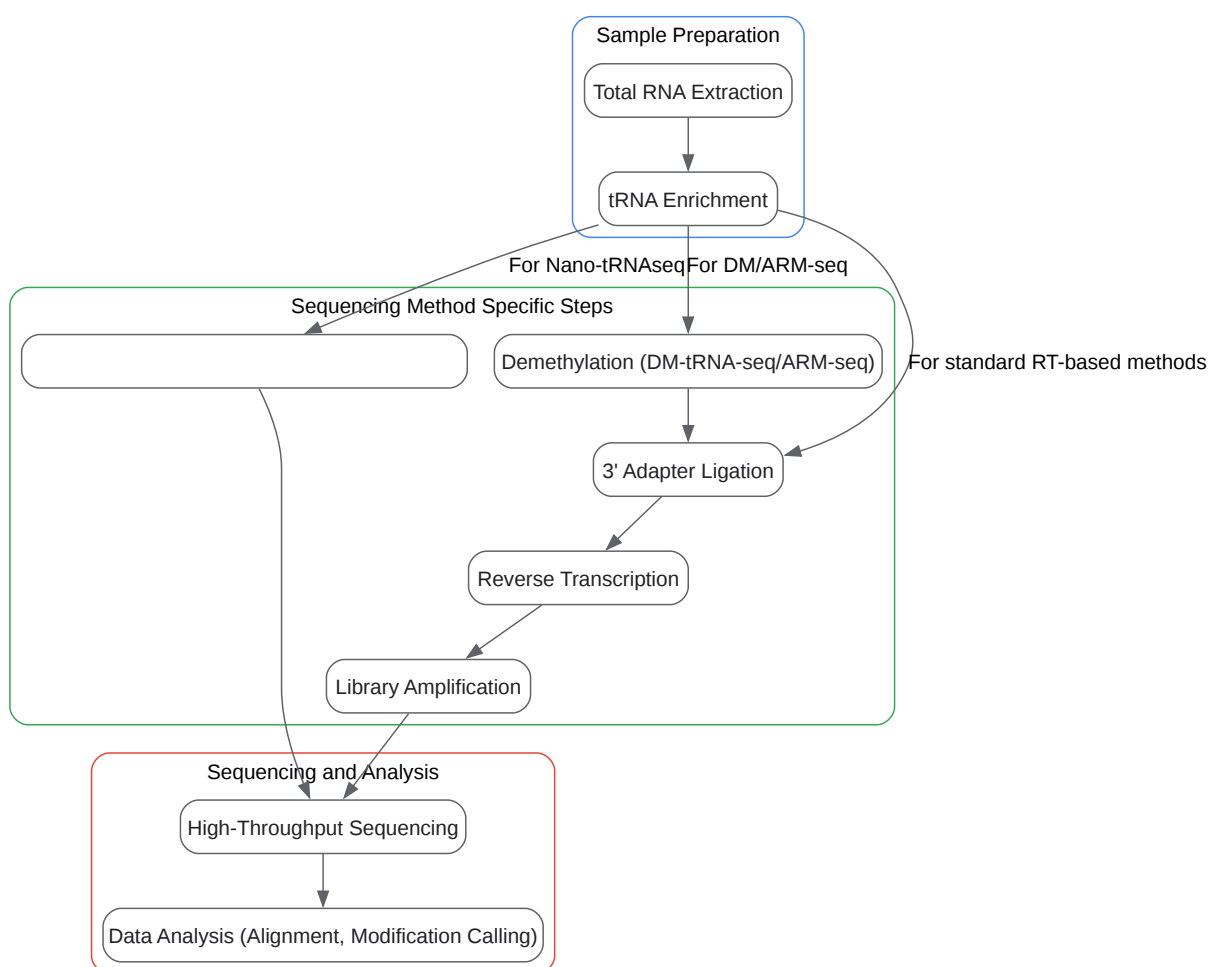 Sample Preparation
Total RNA Extraction
tRNA Enrichment
For Nano-tRNAseq
For DM/ARM-seq
Sequencing Method Specific Steps
Demethylation (DM-tRNA-seq/ARM-seq)
For standard RT-based methods
3' Adapter Ligation
Reverse Transcription
Library Amplification
Sequencing and Analysis
High-Throughput Sequencing
Data Analysis (Alignment, Modification Calling)